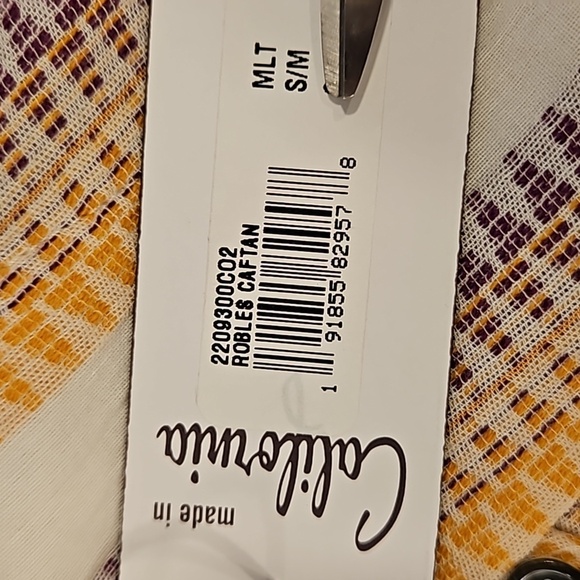 made in
California
2209300C02
ROBLES CAFTAN
MLT
S/M
1 91855 82957 8